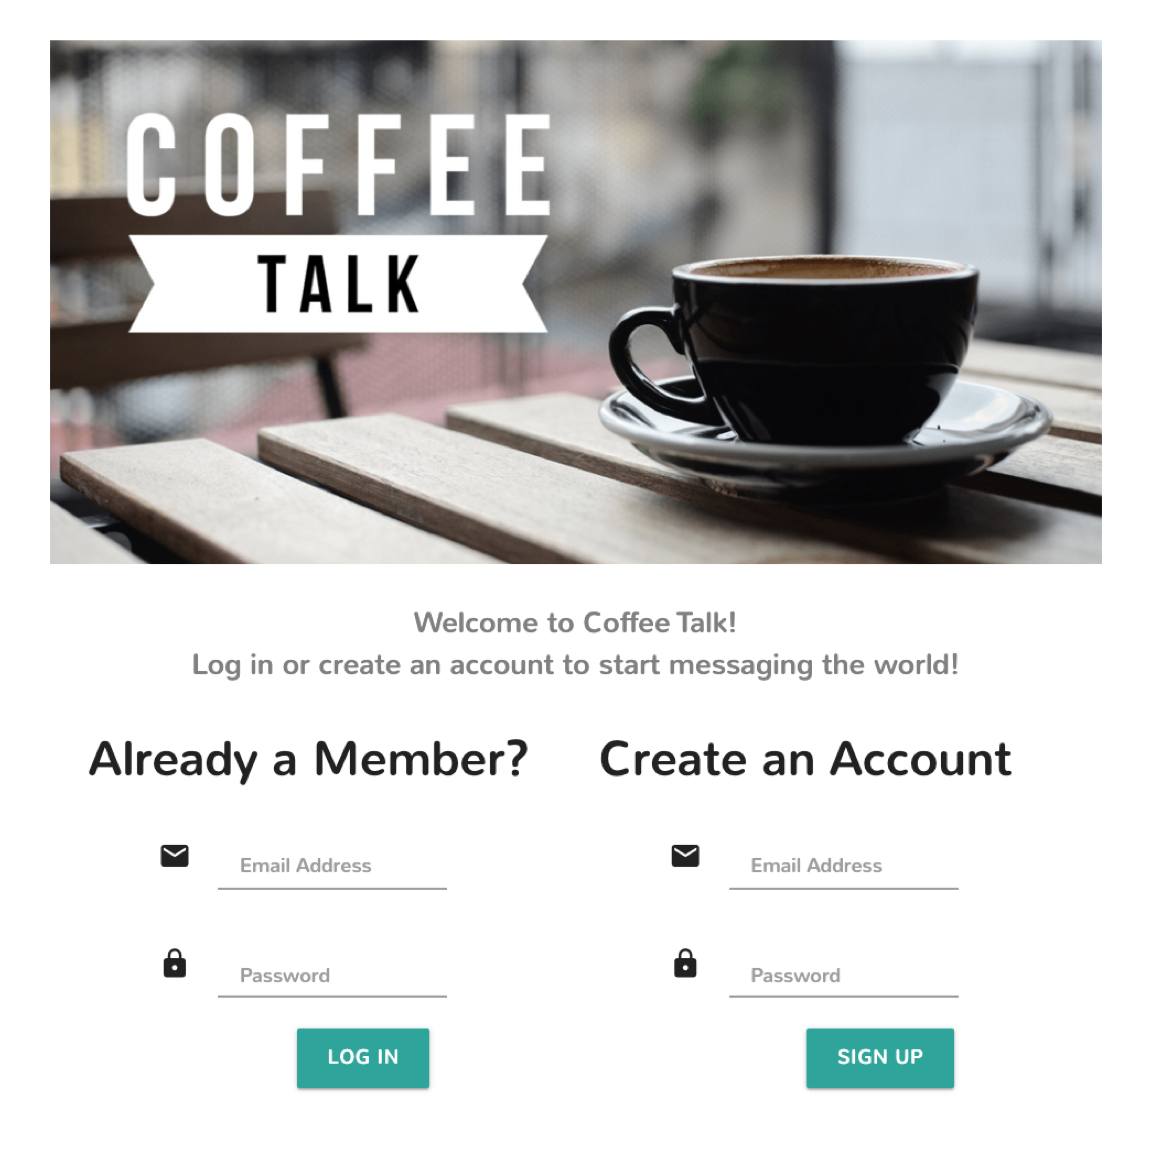 COFFEE
TALK
Welcome to Coffee Talk!
Log in or create an account to start messaging the world!
Already a Member?
Email Address
Password
LOG IN
Create an Account
Email Address
Password
SIGN UP